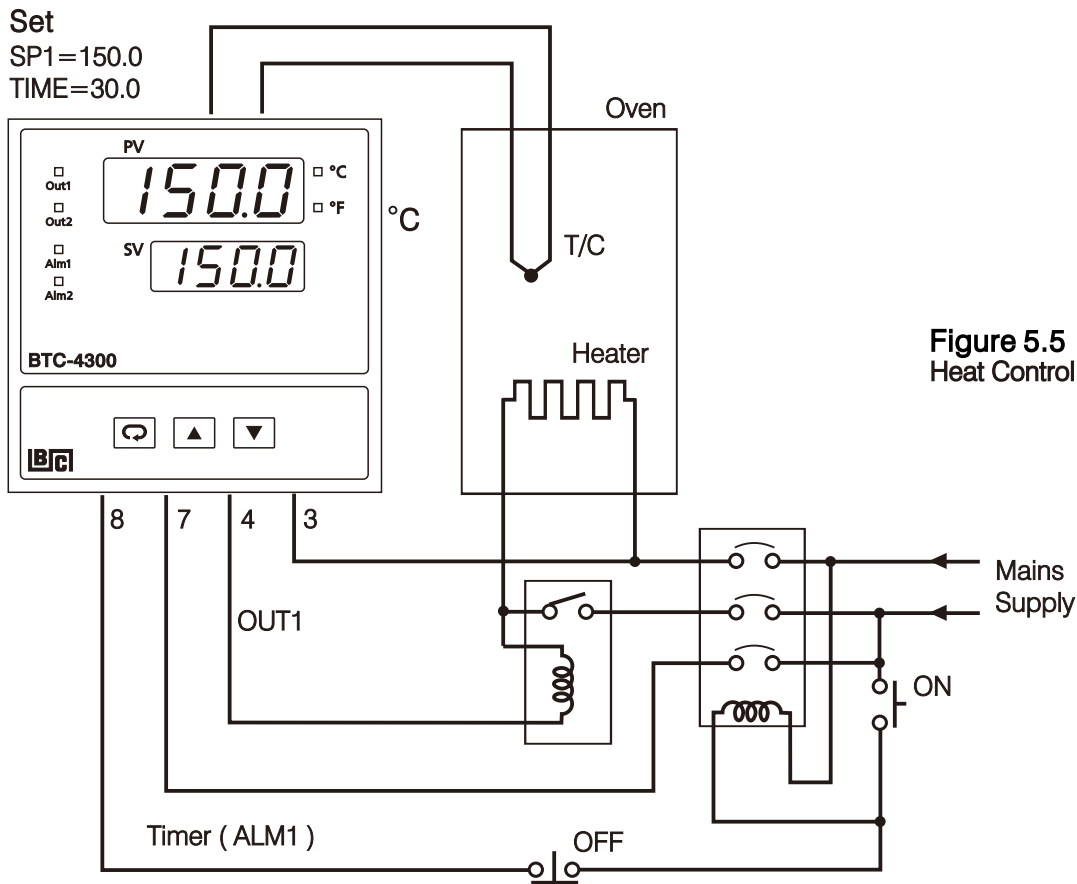 Set
SP1=150.0
TIME=30.0
Oven
PV
150.0
°C
°F
Out1
Out2
°C
SV
150.0
Alm1
Alm2
T/C
BTC-4300
Heater
Figure 5.5
Heat Control
BC
8
7
4
3
Mains
Supply
OUT1
ON
Timer ( ALM1 )
OFF